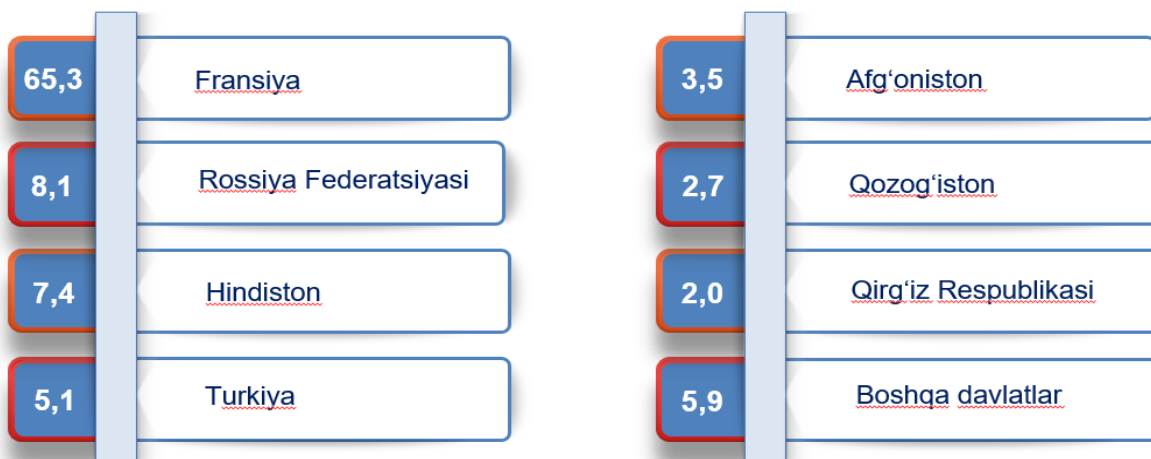 65,3 Fransiya
8,1 Rossiya Federatsiyasi
7,4 Hindiston
5,1 Turkiya
3,5 Afg‘oniston
2,7 Qozog‘iston
2,0 Qirg‘iz Respublikasi
5,9 Boshqa davlatlar